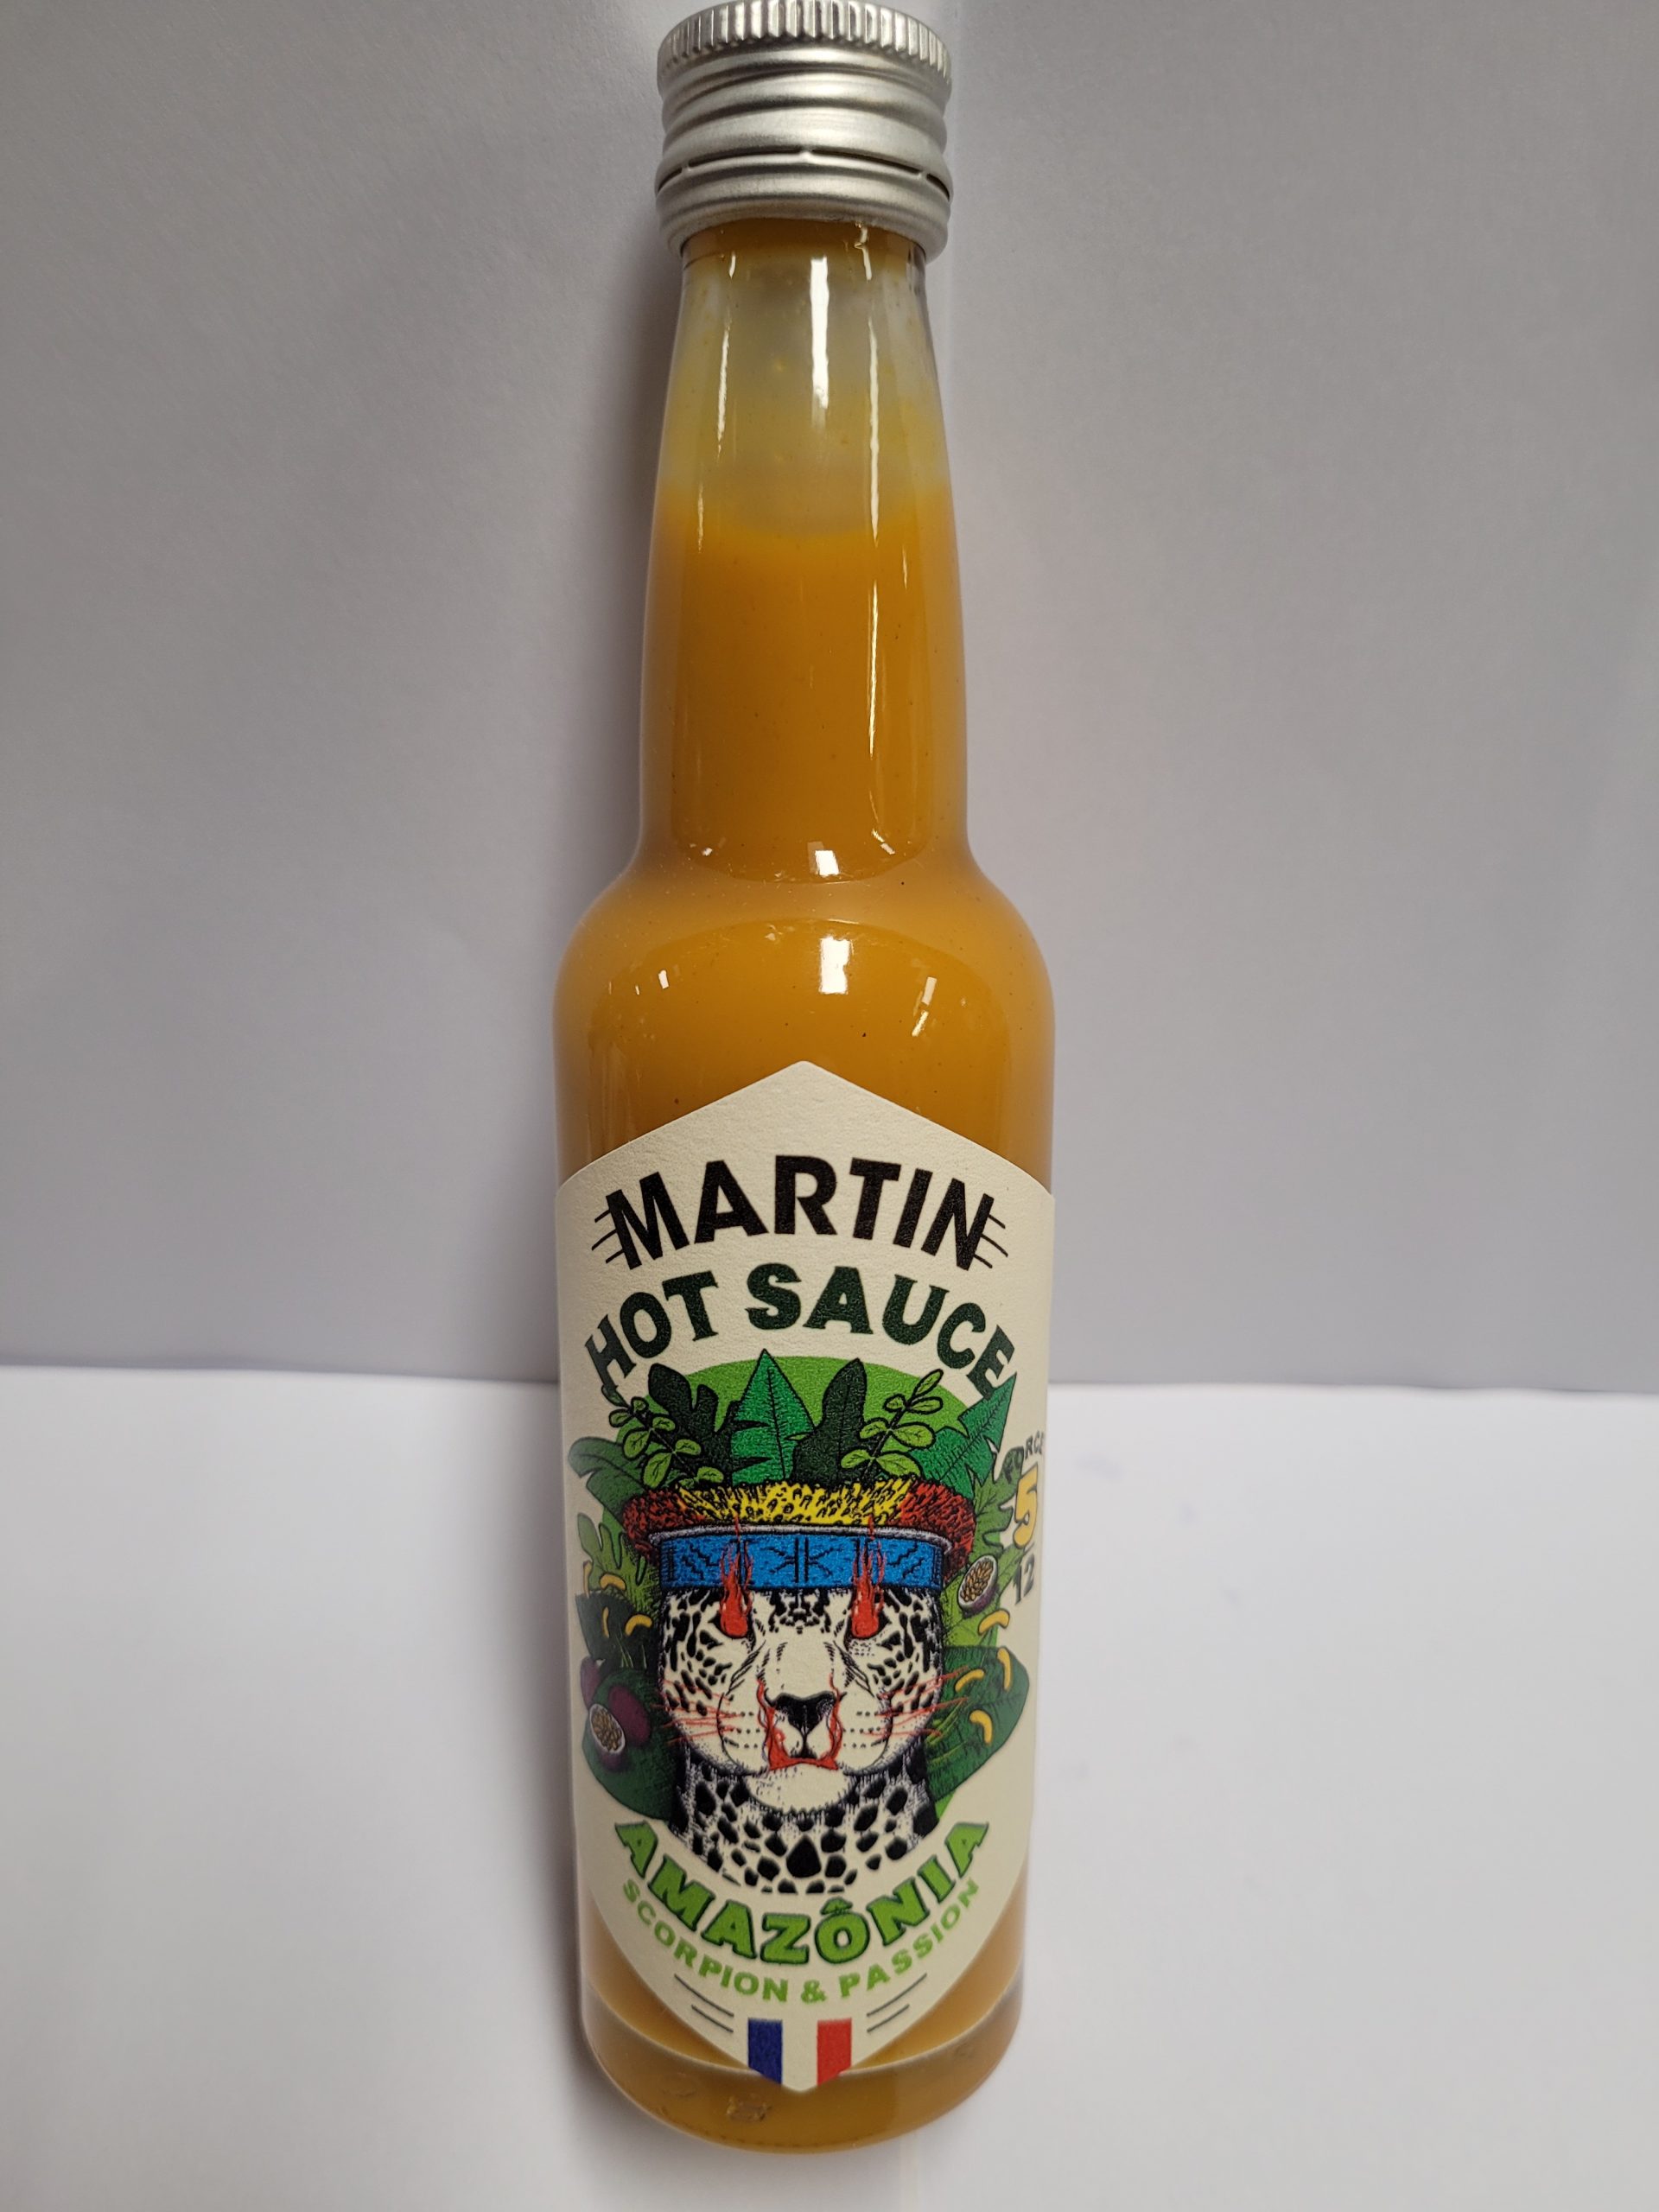 MARTIN
HOT SAUCE
FORCE
5
12
AMAZÔNIA
SCORPION & PASSION